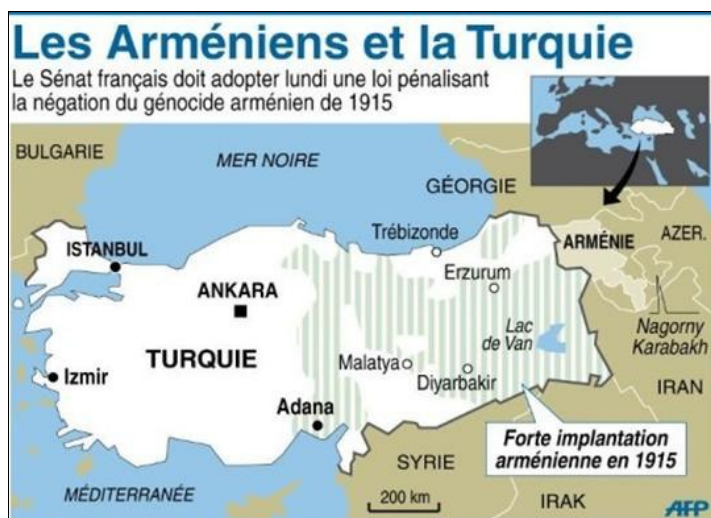 Les Arméniens et la Turquie
Le Sénat français doit adopter lundi une loi pénalisant
la négation du génocide arménien de 1915
BULGARIE
MER NOIRE
GÉORGIE
ISTANBUL
Trébizonde
ARMÉNIE
AZER.
Erzurum
ANKARA
Lac
de Van
Nagorny
Karabakh
TURQUIE
Malatya
Diyarbakir
Izmir
IRAN
Adana
Forte implantation
arménienne en 1915
SYRIE
MÉDITERRANÉE
200 km
IRAK
AFP